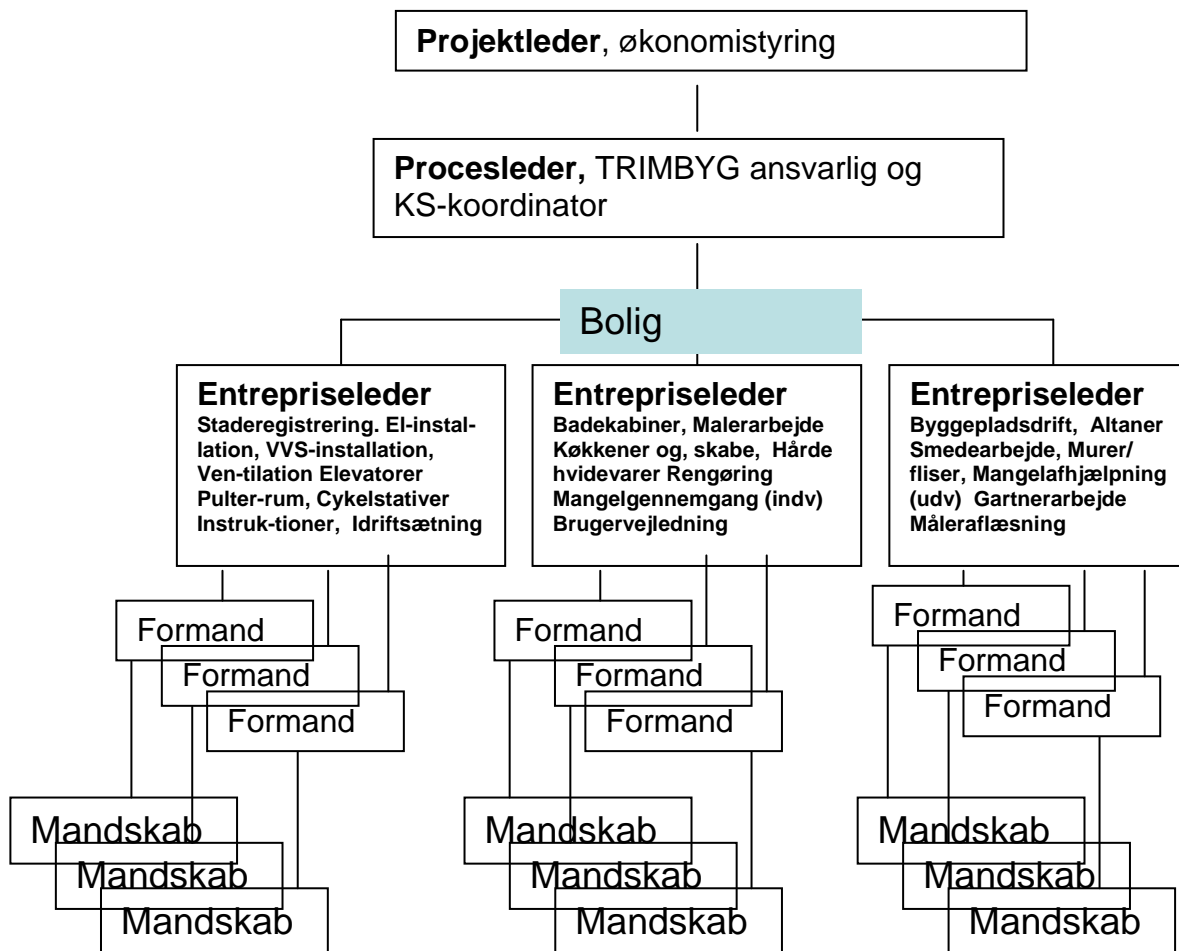 Projektleder, økonomistyring
Procesleder, TRIMBYG ansvarlig og
KS-koordinator
Bolig
Entrepriseleder
Staderegistrering. El-instal-
lation, VVS-installation,
Ven-tilation Elevatorer
Pulter-rum, Cykelstativer
Instruk-tioner, Idriftsætning
Entrepriseleder
Badekabiner, Malerarbejde
Køkkener og, skabe, Hårde
hvidevarer Rengøring
Mangelgennemgang (indv)
Brugervejledning
Entrepriseleder
Byggepladsdrift, Altaner
Smedearbejde, Murer/
fliser, Mangelafhjælpning
(udv) Gartnerarbejde
Måleraflæsning
Formand
Formand
Formand
Formand
Formand
Formand
Formand
Formand
Formand
Mandskab
Mandskab
Mandskab
Mandskab
Mandskab
Mandskab
Mandskab
Mandskab
Mandskab